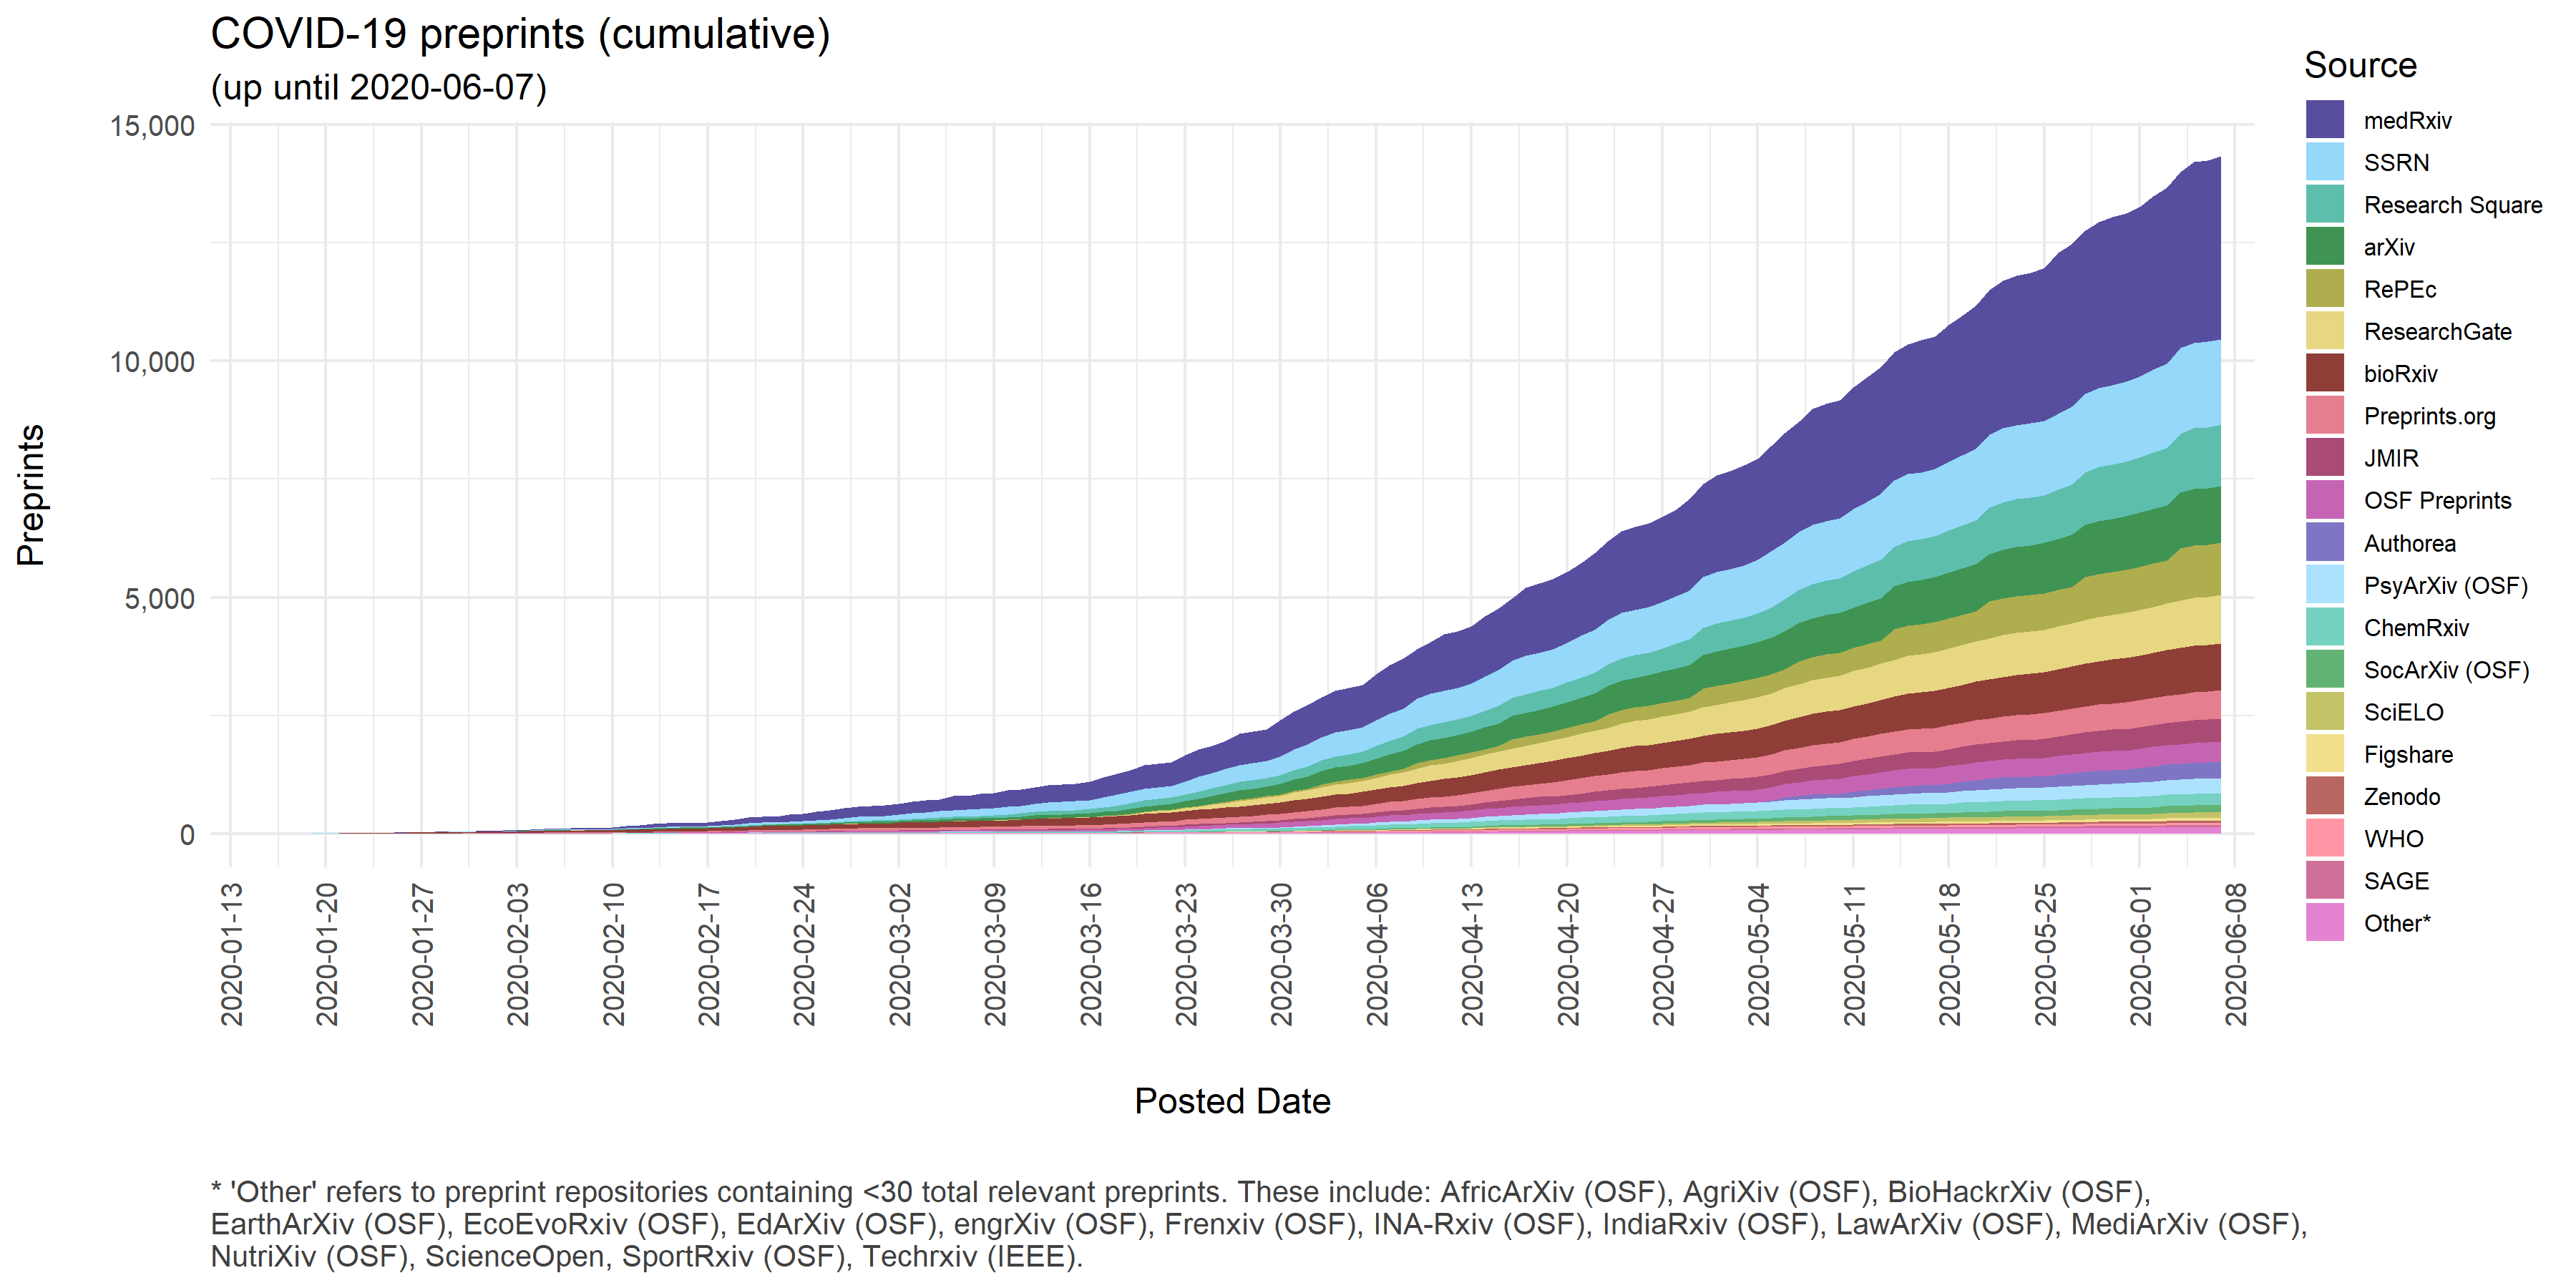 COVID-19 preprints (cumulative)
(up until 2020-06-07)
Preprints
15,000
10,000
5,000
0
2020-01-13
2020-01-20
2020-01-27
2020-02-03
2020-02-10
2020-02-17
2020-02-24
2020-03-02
2020-03-09
2020-03-16
2020-03-23
2020-03-30
2020-04-06
2020-04-13
2020-04-20
2020-04-27
2020-05-04
2020-05-11
2020-05-18
2020-05-25
2020-06-01
2020-06-08
Posted Date
Source
medRxiv
SSRN
Research Square
arXiv
RePEc
ResearchGate
bioRxiv
Preprints.org
JMIR
OSF Preprints
Authorea
PsyArXiv (OSF)
ChemRxiv
SocArXiv (OSF)
SciELO
Figshare
Zenodo
WHO
SAGE
Other*
* 'Other' refers to preprint repositories containing <30 total relevant preprints. These include: AfricArXiv (OSF), AgriXiv (OSF), BioHackrXiv (OSF),
EarthArXiv (OSF), EcoEvoRxiv (OSF), EdArXiv (OSF), engrXiv (OSF), Frenxiv (OSF), INA-Rxiv (OSF), IndiaRxiv (OSF), LawArXiv (OSF), MediArXiv (OSF),
NutriXiv (OSF), ScienceOpen, SportRxiv (OSF), Techrxiv (IEEE).